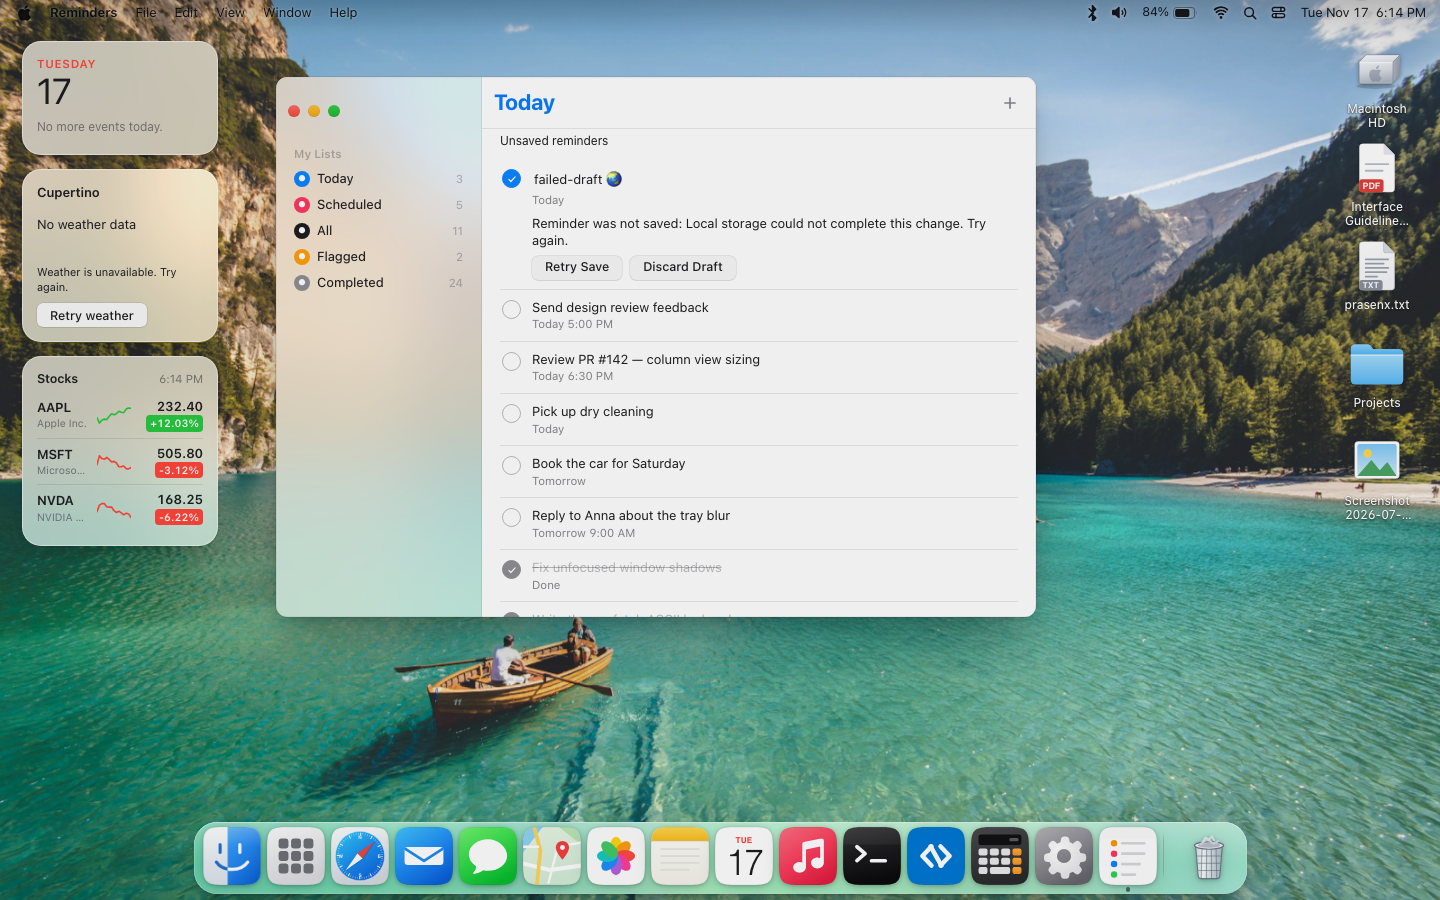 Reminders File Edit View Window Help
84% Tue Nov 17 6:14 PM
TUESDAY
17
No more events today.
Cupertino
No weather data
Weather is unavailable. Try
again.
Retry weather
Stocks 6:14 PM
AAPL 232.40
Apple Inc. +12.03%
MSFT 505.80
Microso... -3.12%
NVDA 168.25
NVIDIA ... -6.22%
My Lists
Today 3
Scheduled 5
All 11
Flagged 2
Completed 24
Today
Unsaved reminders
failed-draft 🌏
Today
Reminder was not saved: Local storage could not complete this change. Try
again.
Retry Save Discard Draft
Send design review feedback
Today 5:00 PM
Review PR #142 — column view sizing
Today 6:30 PM
Pick up dry cleaning
Today
Book the car for Saturday
Tomorrow
Reply to Anna about the tray blur
Tomorrow 9:00 AM
Fix unfocused window shadows
Done
Macintosh
HD
PDF
Interface
Guideline...
TXT
prasenx.txt
Projects
Screenshot
2026-07-...
TUE
17